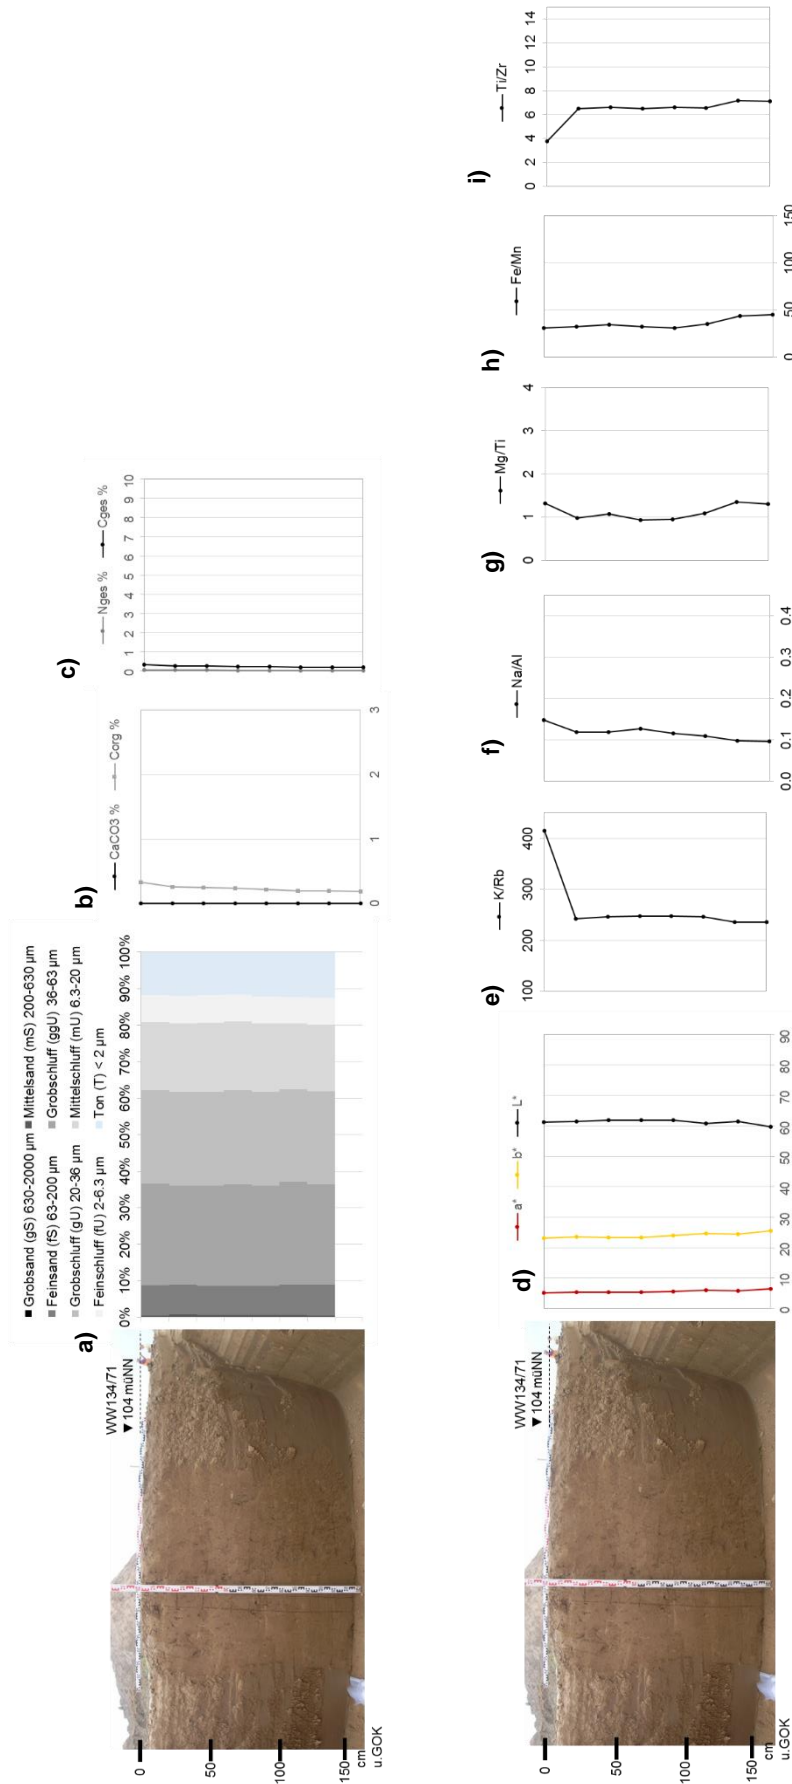 WW134/71
▼104 müNN
0
50
100
150
cm
u.GOK
a)
■ Grobsand (gS) 630-2000 µm ■ Mittelsand (mS) 200-630 µm
■ Feinsand (fS) 63-200 µm ■ Grobschluff (ggU) 36-63 µm
■ Grobschluff (gU) 20-36 µm ■ Mittelschluff (mU) 6.3-20 µm
■ Feinschluff (fU) 2-6.3 µm ■ Ton (T) < 2 µm
0% 10% 20% 30% 40% 50% 60% 70% 80% 90% 100%
b)
CaCO3 % Corg %
0 1 2 3
c)
Nges % Cges %
0 1 2 3 4 5 6 7 8 9 10
WW134/71
▼104 müNN
0
50
100
150
cm
u.GOK
d)
a* b* L*
0 10 20 30 40 50 60 70 80 90
e)
K/Rb
100 200 300 400
f)
Na/Al
0.0 0.1 0.2 0.3 0.4
g)
Mg/Ti
0 1 2 3 4
h)
Fe/Mn
0 50 100 150
i)
Ti/Zr
0 2 4 6 8 10 12 14